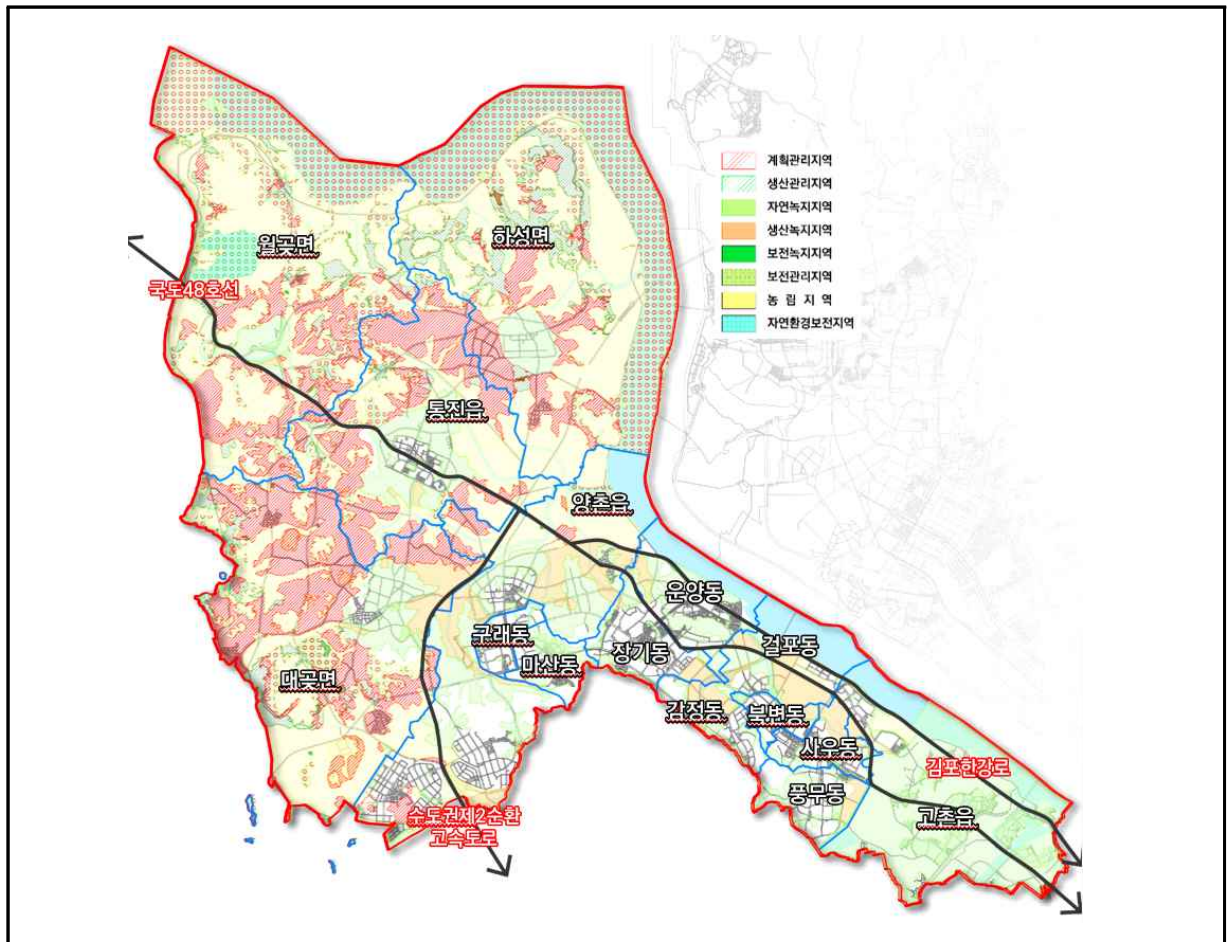 계획관리지역
생산관리지역
자연녹지지역
생산녹지지역
보전녹지지역
보전관리지역
농 림 지 역
자연환경보전지역
월곶면
하성면
국도48호선
통진읍
양촌읍
운양동
구래동
마산동
장기동
걸포동
대곶면
감정동
북변동
사우동
김포한강로
풍무동
고촌읍
수도권제2순환
고속도로